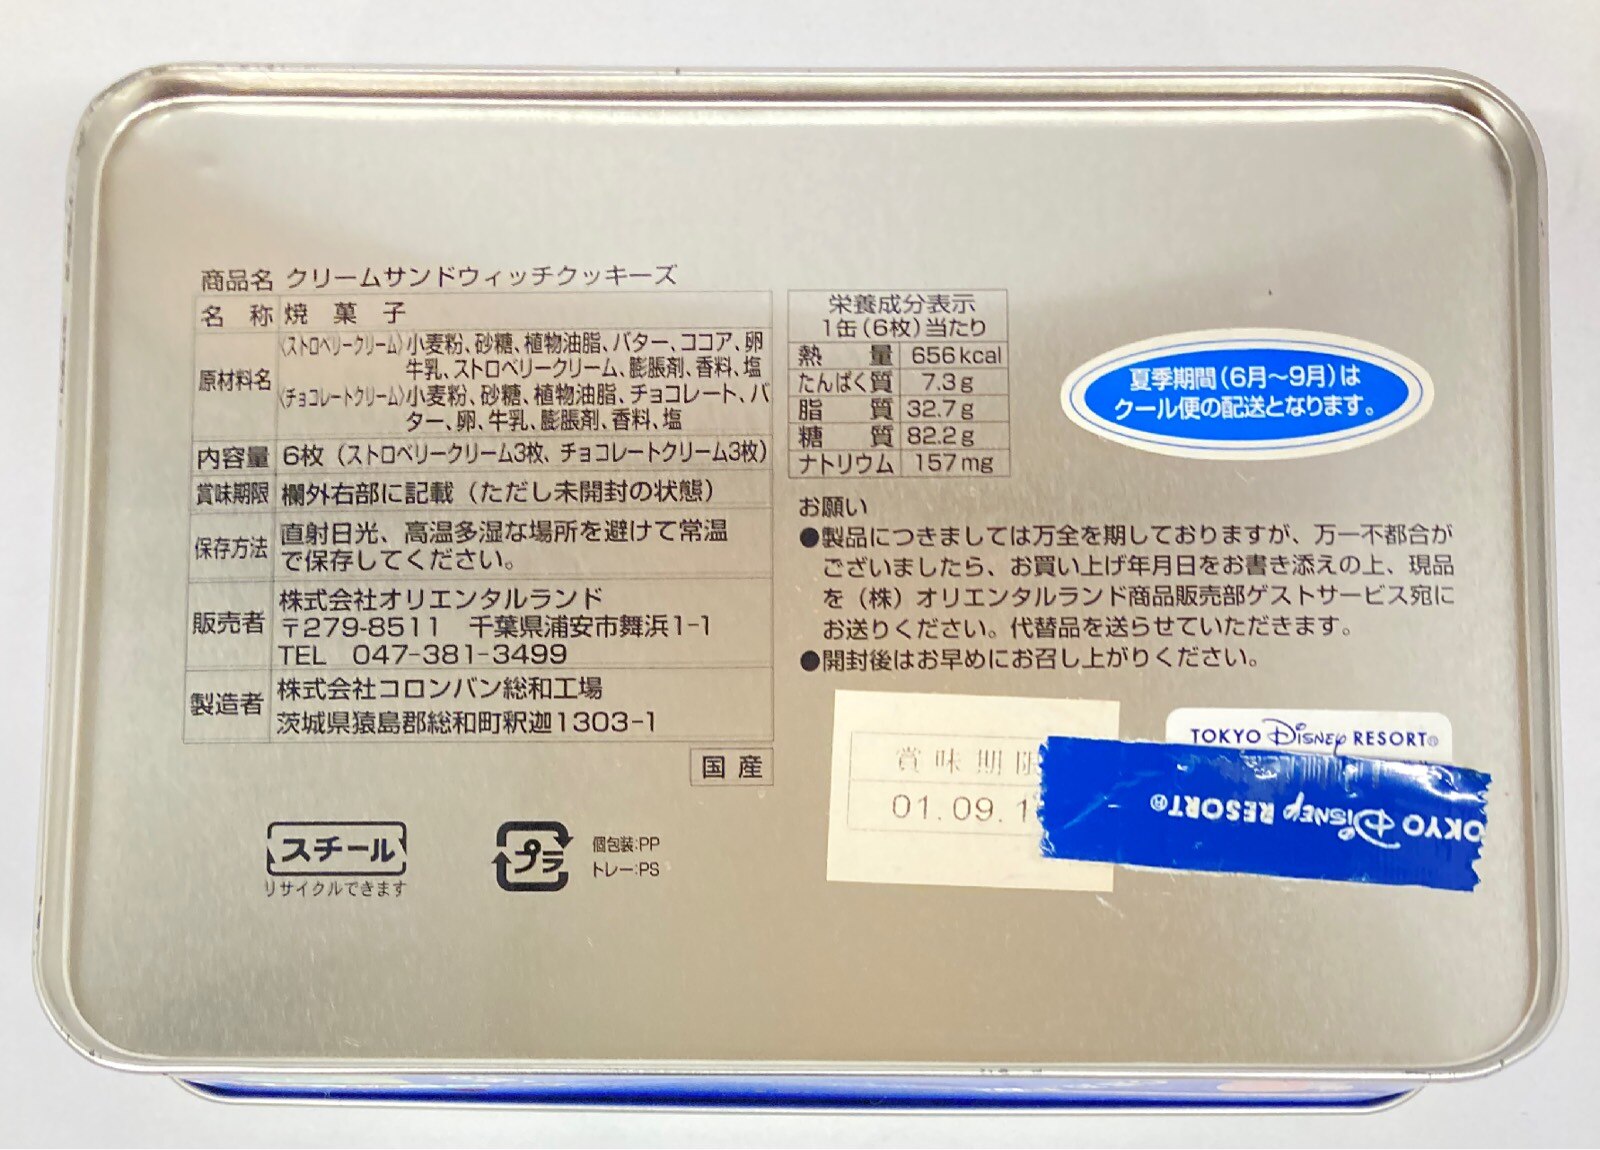 商品名 クリームサンドウィッチクッキーズ
名称 焼菓子
原材料名 〈ストロベリークリーム〉小麦粉、砂糖、植物油脂、バター、ココア、卵
牛乳、ストロベリークリーム、膨脹剤、香料、塩
〈チョコレートクリーム〉小麦粉、砂糖、植物油脂、チョコレート、バ
ター、卵、牛乳、膨脹剤、香料、塩
内容量 6枚（ストロベリークリーム3枚、チョコレートクリーム3枚）
賞味期限 欄外右部に記載（ただし未開封の状態）
保存方法 直射日光、高温多湿な場所を避けて常温
で保存してください。
販売者 株式会社オリエンタルランド
〒279-8511 千葉県浦安市舞浜1-1
TEL 047-381-3499
製造者 株式会社コロンバン総和工場
茨城県猿島郡総和町釈迦1303-1
国産
スチール
リサイクルできます
プラ
個包装:PP
トレー:PS
栄養成分表示
1缶（6枚）当たり
熱量 656kcal
たんぱく質 7.3g
脂質 32.7g
糖質 82.2g
ナトリウム 157mg
夏季期間（6月〜9月）は
クール便の配送となります。
お願い
●製品につきましては万全を期しておりますが、万一不都合が
ございましたら、お買い上げ年月日をお書き添えの上、現品
を（株）オリエンタルランド商品販売部ゲストサービス宛に
お送りください。代替品を送らせていただきます。
●開封後はお早めにお召し上がりください。
賞味期限
01.09.1
TOKYO Disney RESORT®
TOKYO Disney RESORT®